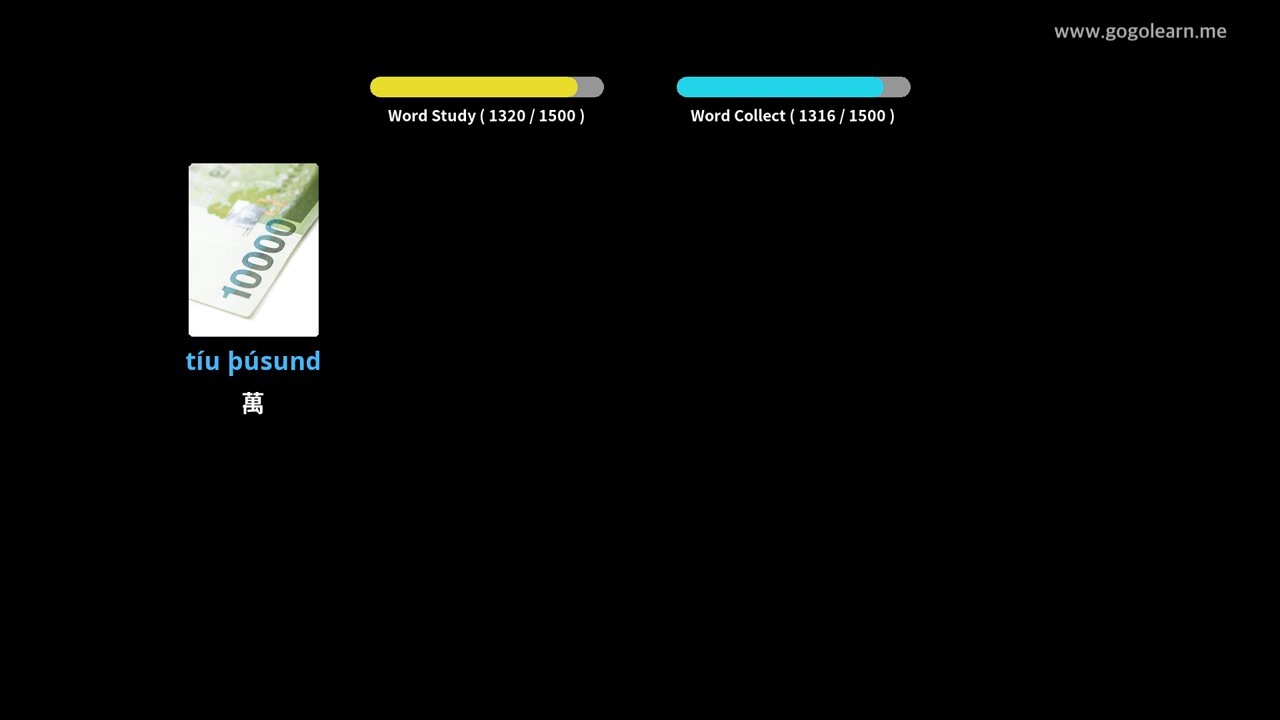 www.gogolearn.me
Word Study ( 1320 / 1500 )
Word Collect ( 1316 / 1500 )
10000
tíu þúsund
萬